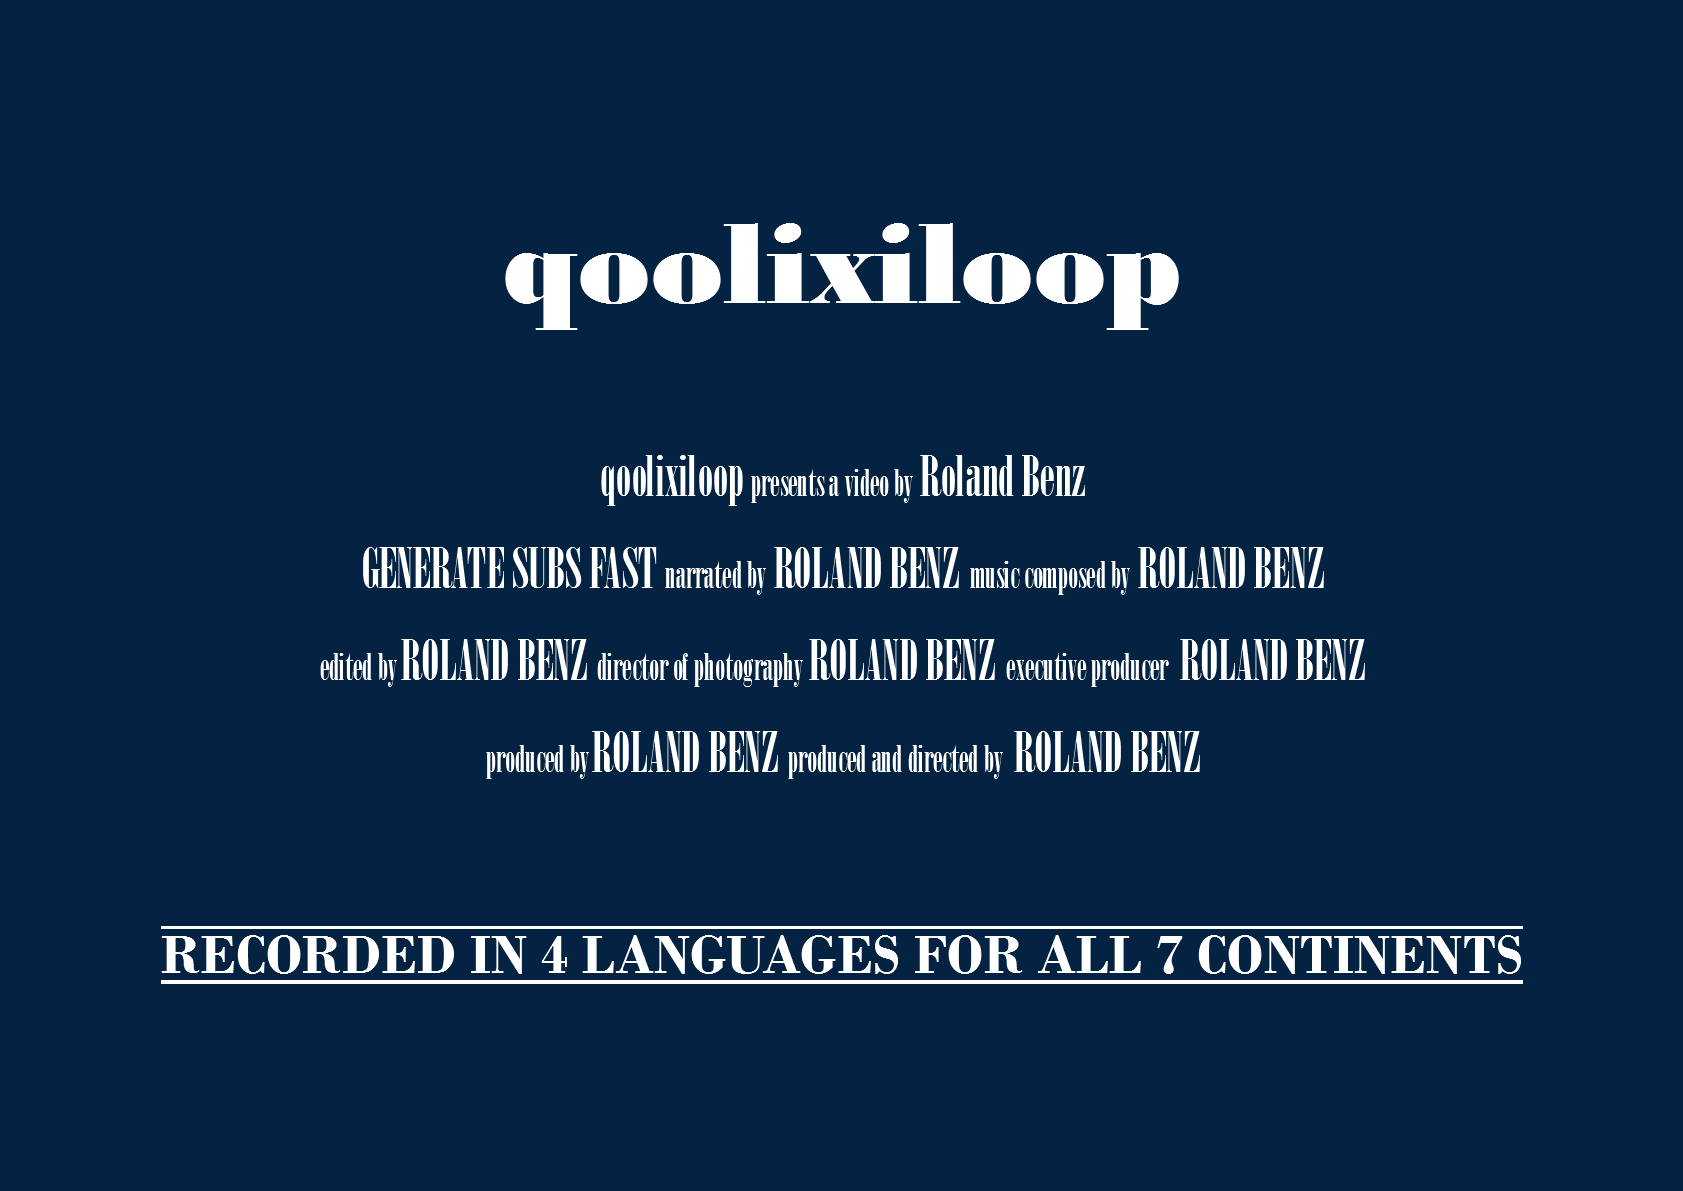 qoolixiloop
qoolixiloop presents a video by Roland Benz
GENERATE SUBS FAST narrated by ROLAND BENZ music composed by ROLAND BENZ
edited by ROLAND BENZ director of photography ROLAND BENZ executive producer ROLAND BENZ
produced by ROLAND BENZ produced and directed by ROLAND BENZ
RECORDED IN 4 LANGUAGES FOR ALL 7 CONTINENTS